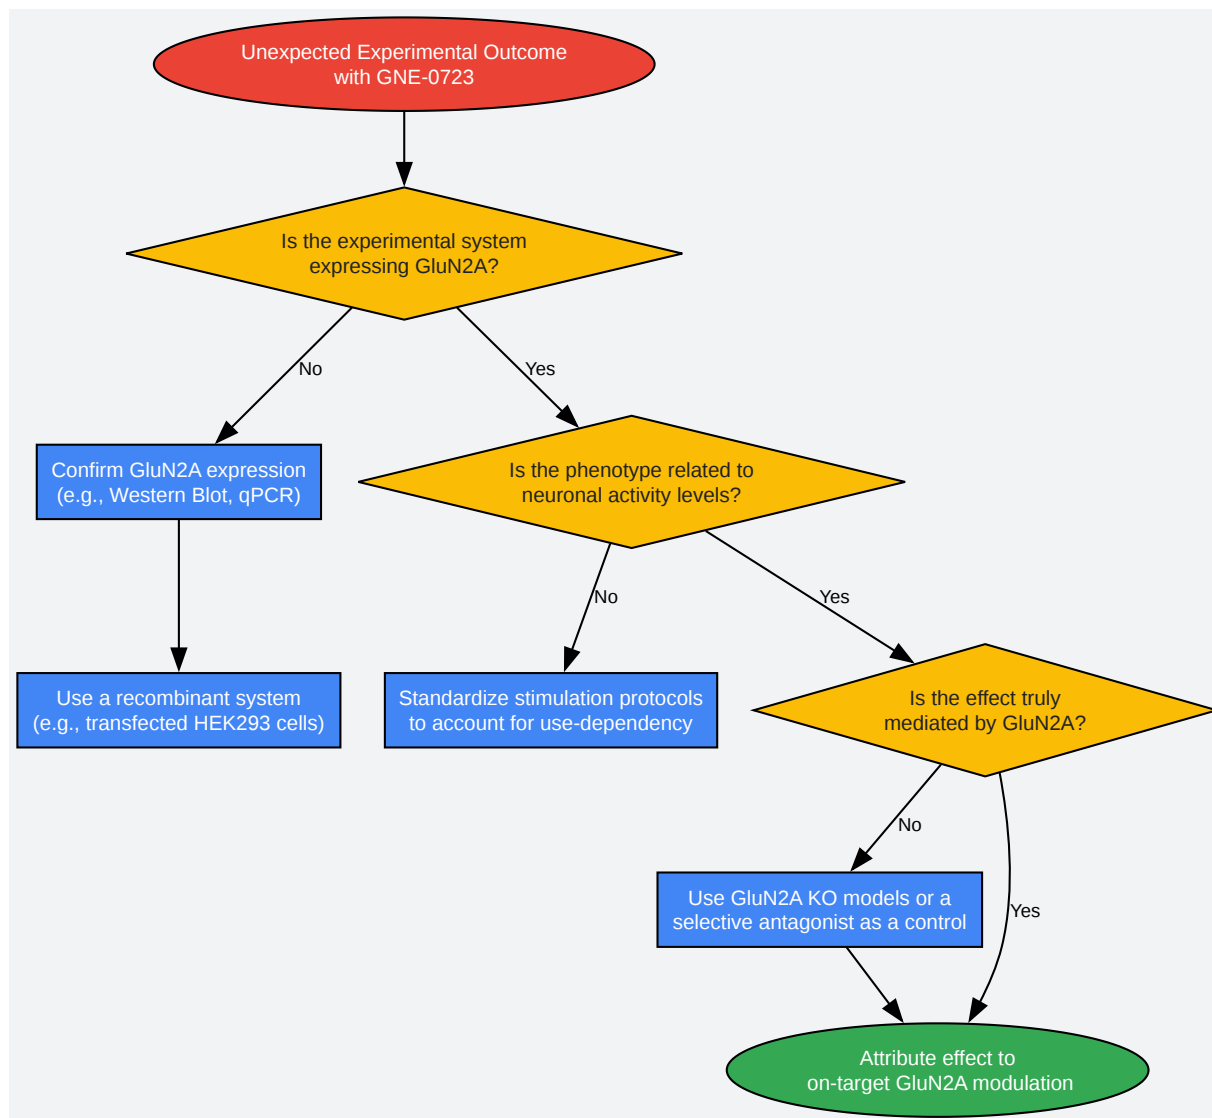 Unexpected Experimental Outcome
with GNE-0723
Is the experimental system
expressing GluN2A?
No
Yes
Confirm GluN2A expression
(e.g., Western Blot, qPCR)
Is the phenotype related to
neuronal activity levels?
No
Yes
Use a recombinant system
(e.g., transfected HEK293 cells)
Standardize stimulation protocols
to account for use-dependency
Is the effect truly
mediated by GluN2A?
No
Yes
Use GluN2A KO models or a
selective antagonist as a control
Attribute effect to
on-target GluN2A modulation